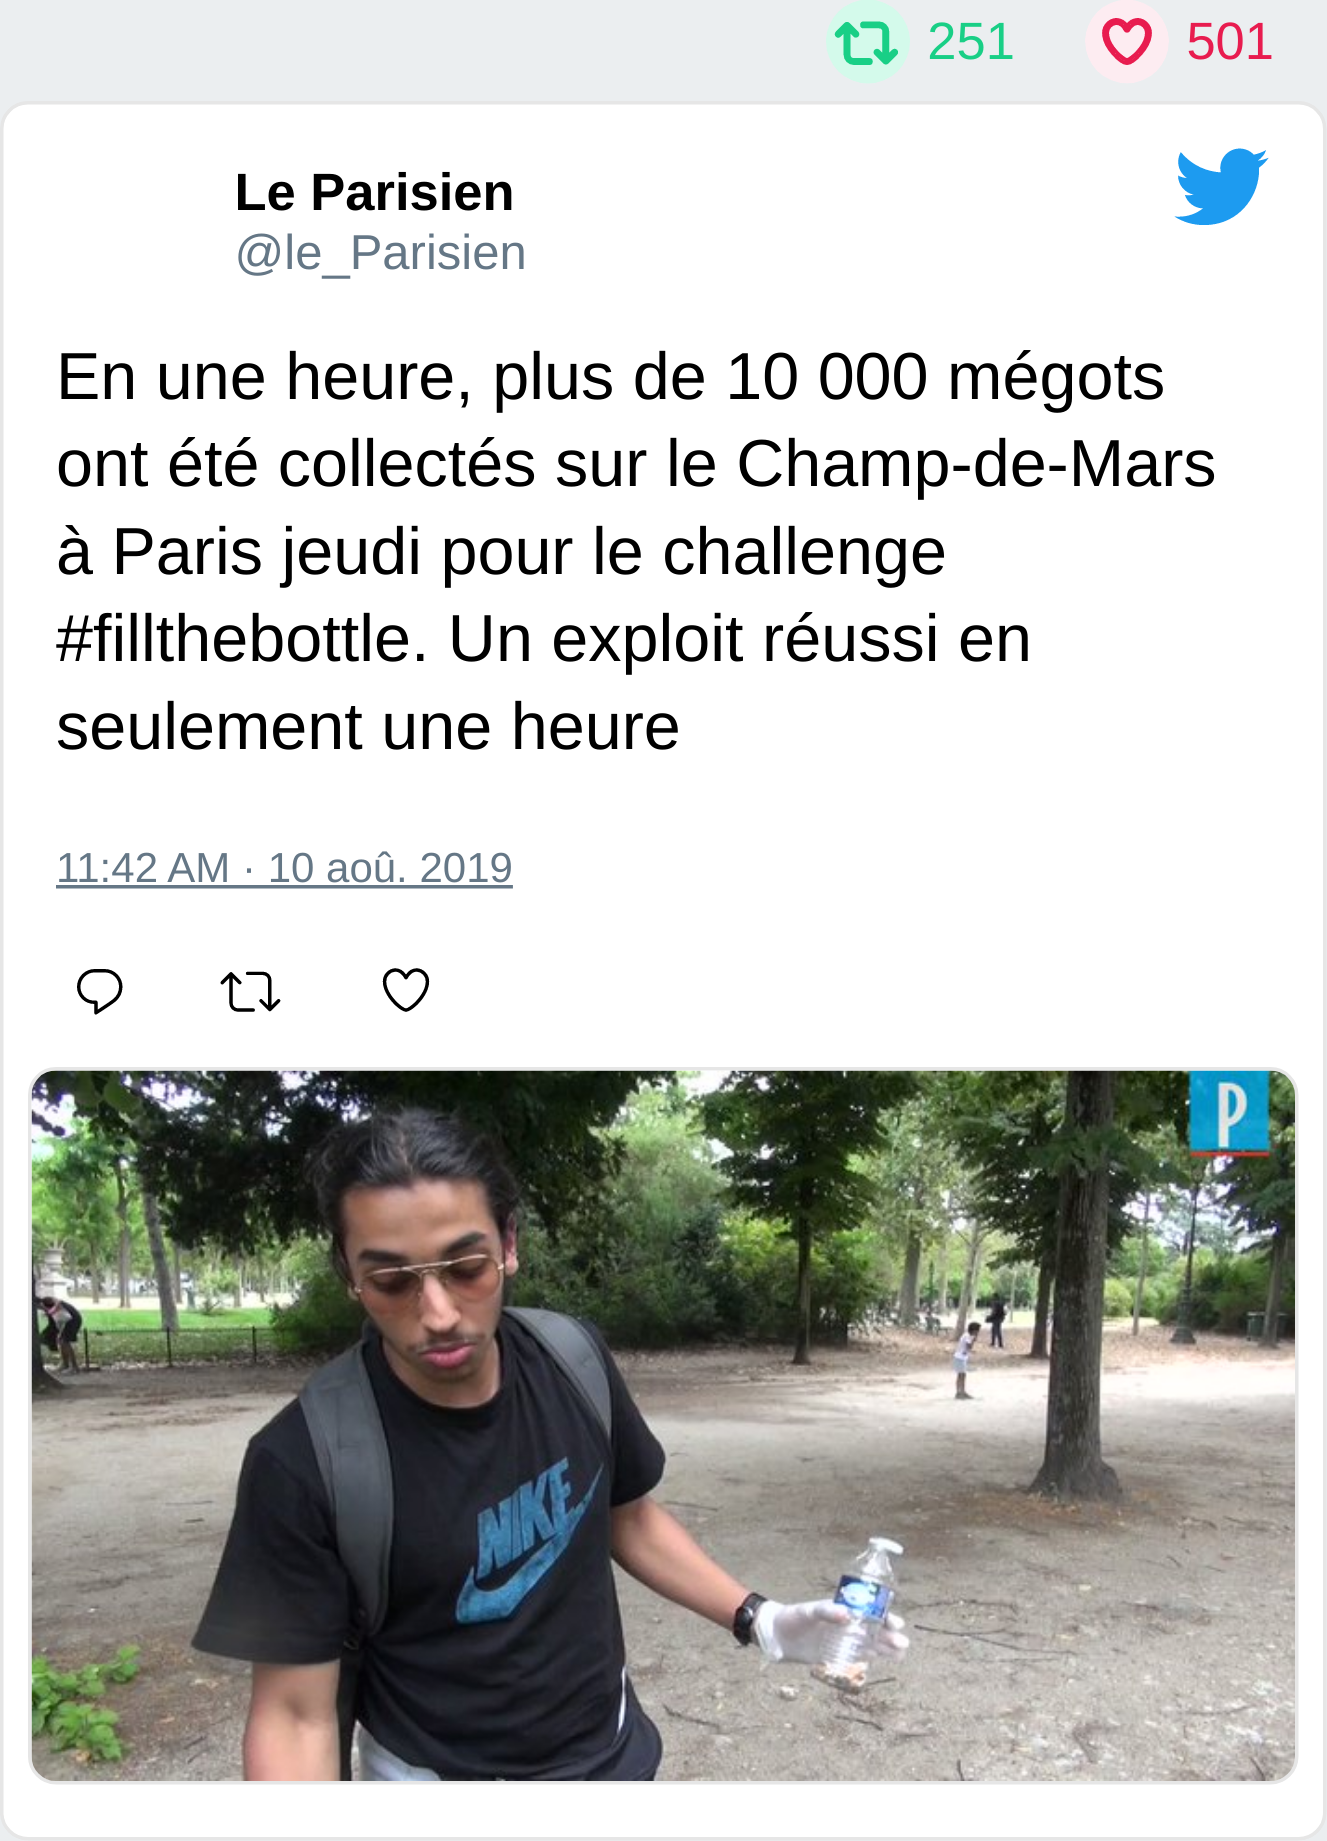 251 501
Le Parisien
@le_Parisien
En une heure, plus de 10 000 mégots
ont été collectés sur le Champ-de-Mars
à Paris jeudi pour le challenge
#fillthebottle. Un exploit réussi en
seulement une heure
11:42 AM · 10 aoû. 2019
P
NIKE